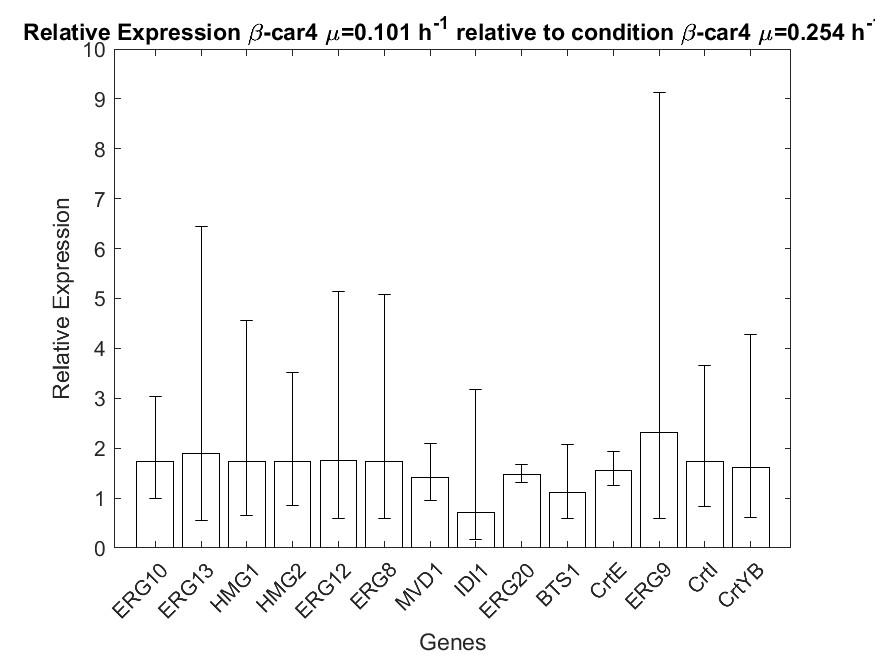 Relative Expression β-car4 μ=0.101 h-1 relative to condition β-car4 μ=0.254 h-1
10
9
8
7
6
5
4
3
2
1
0
Relative Expression
ERG10 ERG13 HMG1 HMG2 ERG12 ERG8 MVD1 IDI1 ERG20 BTS1 CrtE ERG9 CrtI CrtYB
Genes